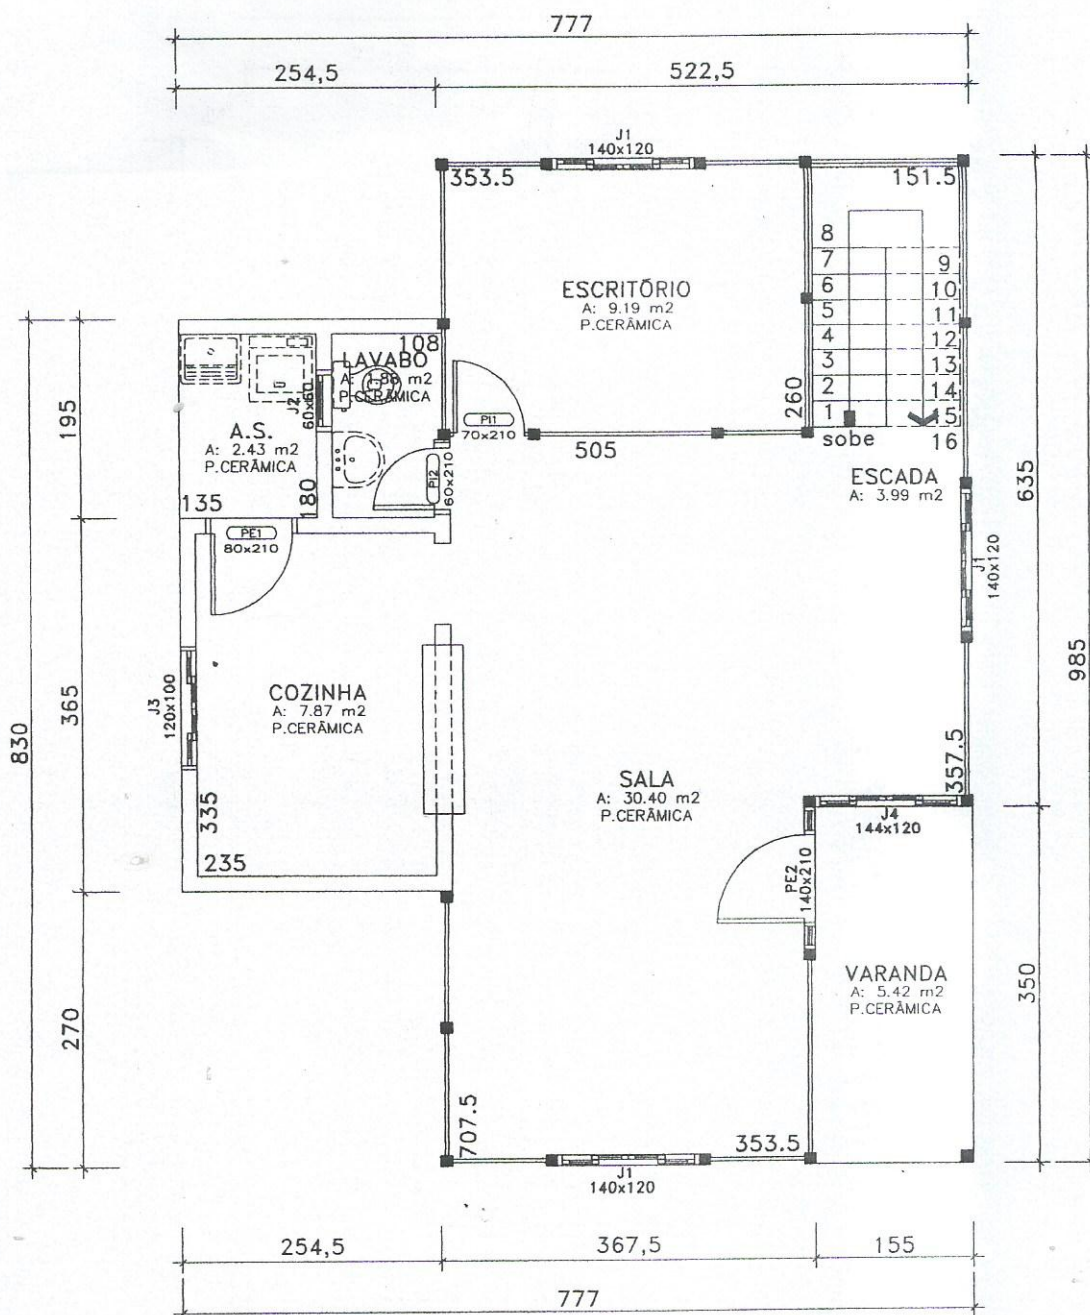 777
254,5
522,5
J1
140x120
353.5
151.5
8
7
6
5
4
3
2
1
9
10
11
12
13
14
15
16
sobe
ESCRITÓRIO
A: 9.19 m2
P.CERÂMICA
260
108
LAVABO
A: 1.88 m2
P.CERÂMICA
J2
60x60
A.S.
A: 2.43 m2
P.CERÂMICA
135
180
PI1
70x210
PI2
60x210
505
ESCADA
A: 3.99 m2
PE1
80x210
J1
140x120
195
365
270
830
635
350
985
COZINHA
A: 7.87 m2
P.CERÂMICA
J3
120x100
335
235
SALA
A: 30.40 m2
P.CERÂMICA
357.5
J4
144x120
PE2
140x210
VARANDA
A: 5.42 m2
P.CERÂMICA
707.5
353.5
J1
140x120
254,5
367,5
155
777